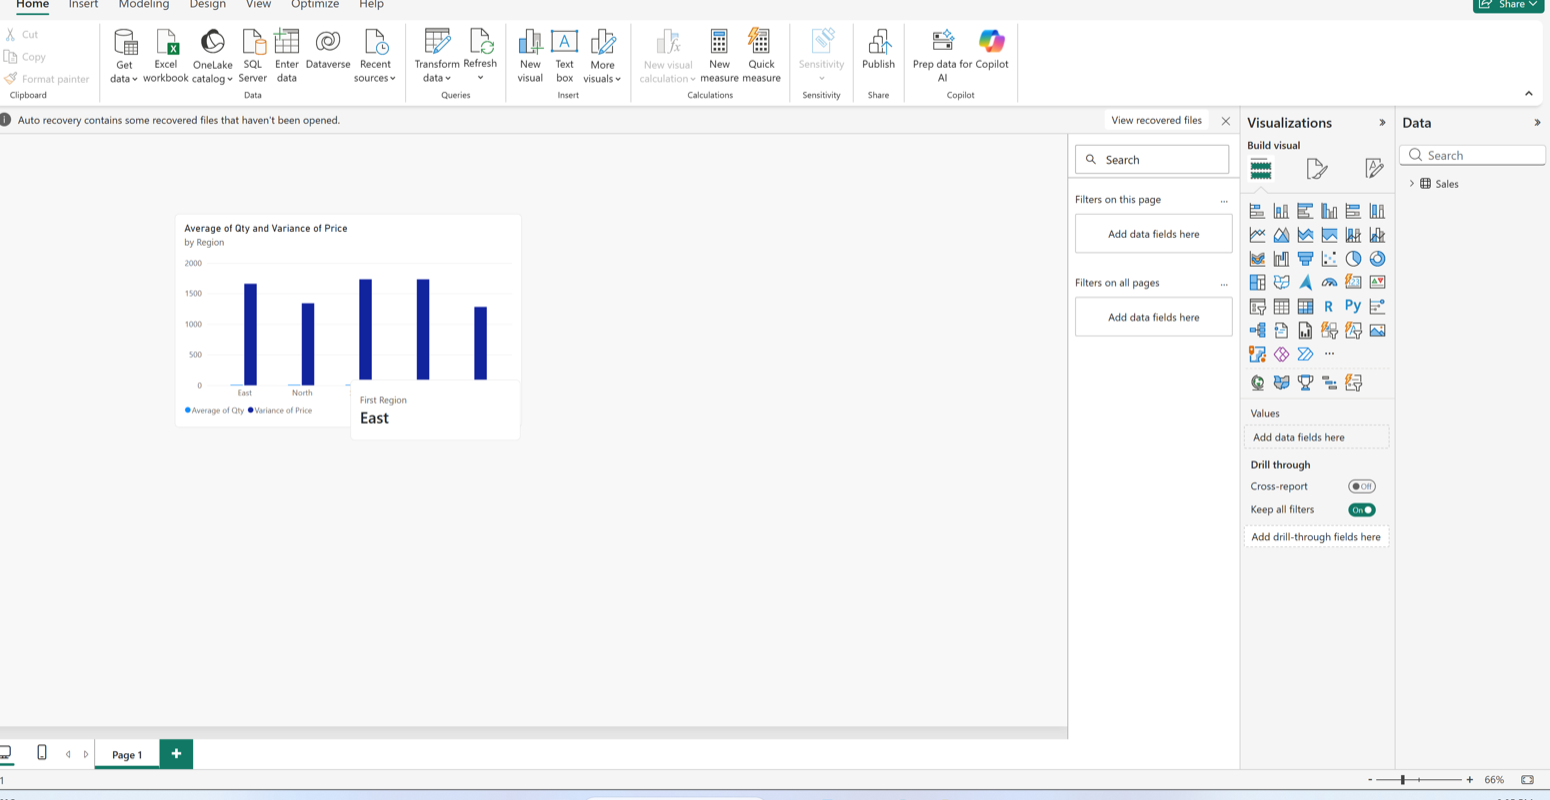 Home Insert Modeling Design View Optimize Help Share
Cut
Copy
Format painter
Clipboard
Get data
Excel workbook
OneLake catalog
SQL Server
Enter data
Dataverse
Recent sources
Data
Transform data
Refresh
Queries
New visual
Text box
More visuals
Insert
New visual calculation
New measure
Quick measure
Calculations
Sensitivity
Sensitivity
Publish
Share
Prep data for AI
Copilot
Copilot
Auto recovery contains some recovered files that haven't been opened.
View recovered files
Average of Qty and Variance of Price
by Region
2000
1500
1000
500
0
East North
Average of Qty Variance of Price
First Region
East
Search
Filters on this page ...
Add data fields here
Filters on all pages ...
Add data fields here
Visualizations
Build visual
R Py
...
Values
Add data fields here
Drill through
Cross-report Off
Keep all filters On
Add drill-through fields here
Data
Search
Sales
Page 1 +
1
- + 66%